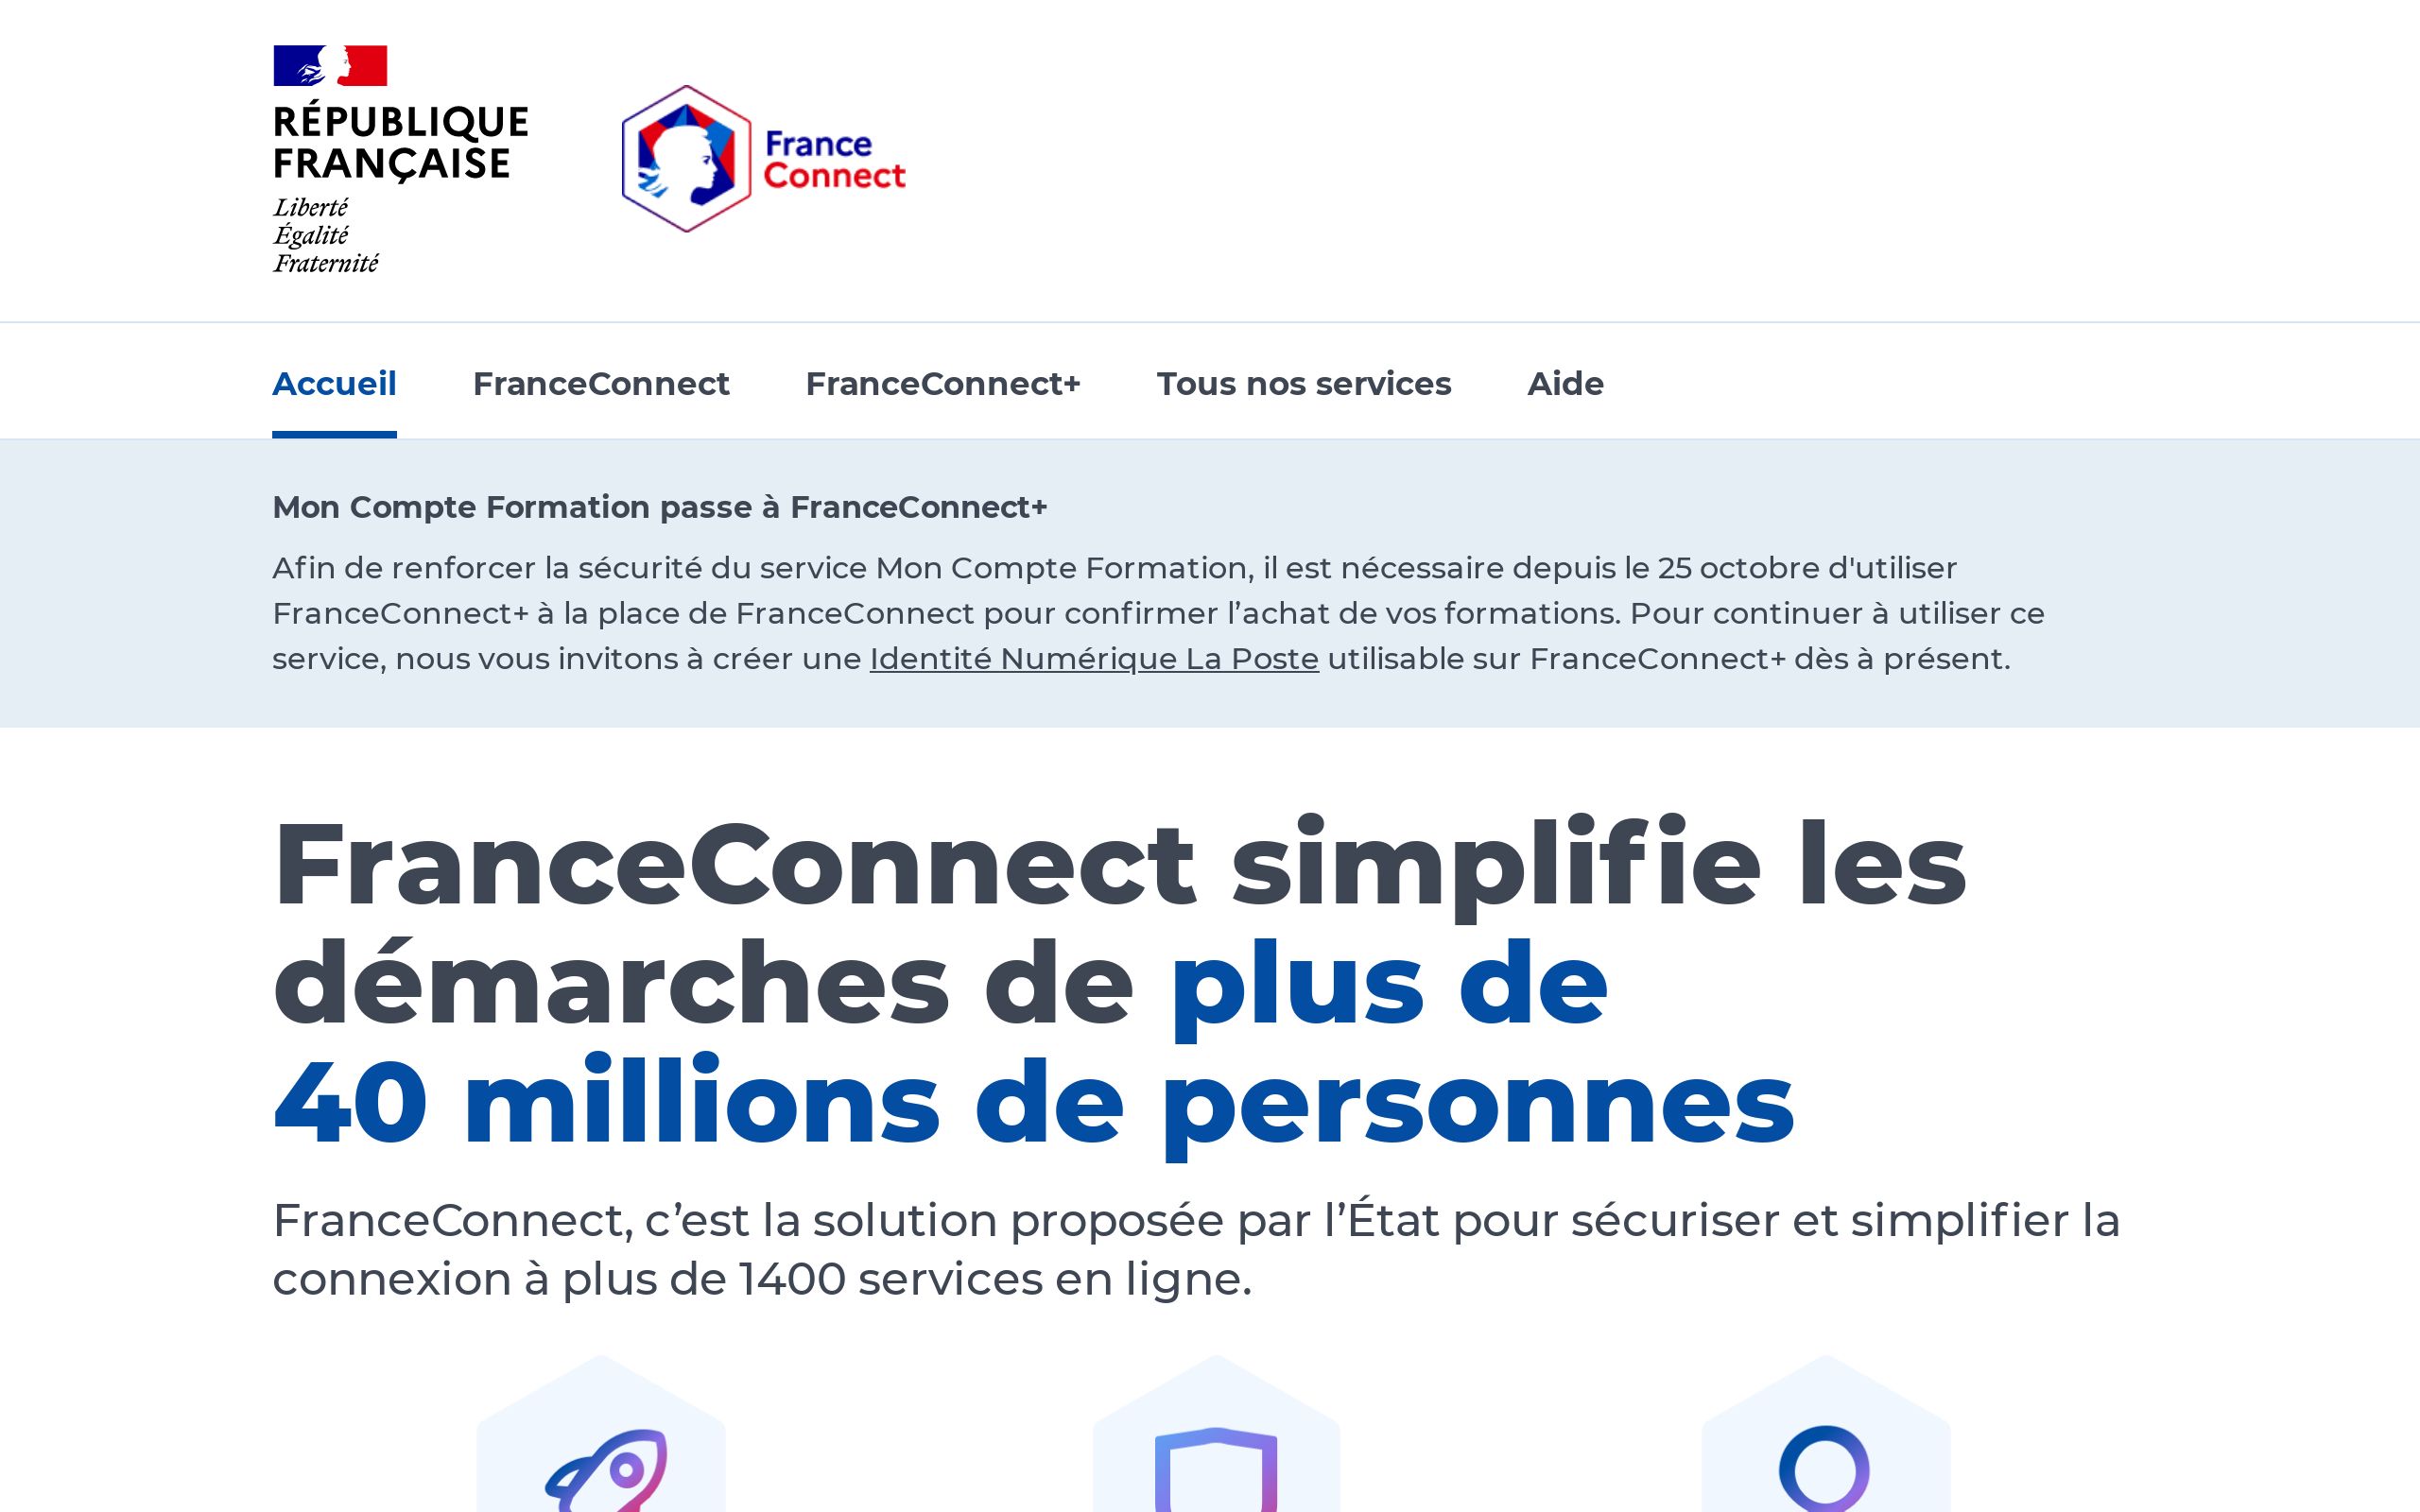 RÉPUBLIQUE
FRANÇAISE
Liberté
Égalité
Fraternité
France
Connect
Accueil FranceConnect FranceConnect+ Tous nos services Aide
Mon Compte Formation passe à FranceConnect+
Afin de renforcer la sécurité du service Mon Compte Formation, il est nécessaire depuis le 25 octobre d'utiliser
FranceConnect+ à la place de FranceConnect pour confirmer l’achat de vos formations. Pour continuer à utiliser ce
service, nous vous invitons à créer une Identité Numérique La Poste utilisable sur FranceConnect+ dès à présent.
FranceConnect simplifie les
démarches de plus de
40 millions de personnes
FranceConnect, c’est la solution proposée par l’État pour sécuriser et simplifier la
connexion à plus de 1400 services en ligne.